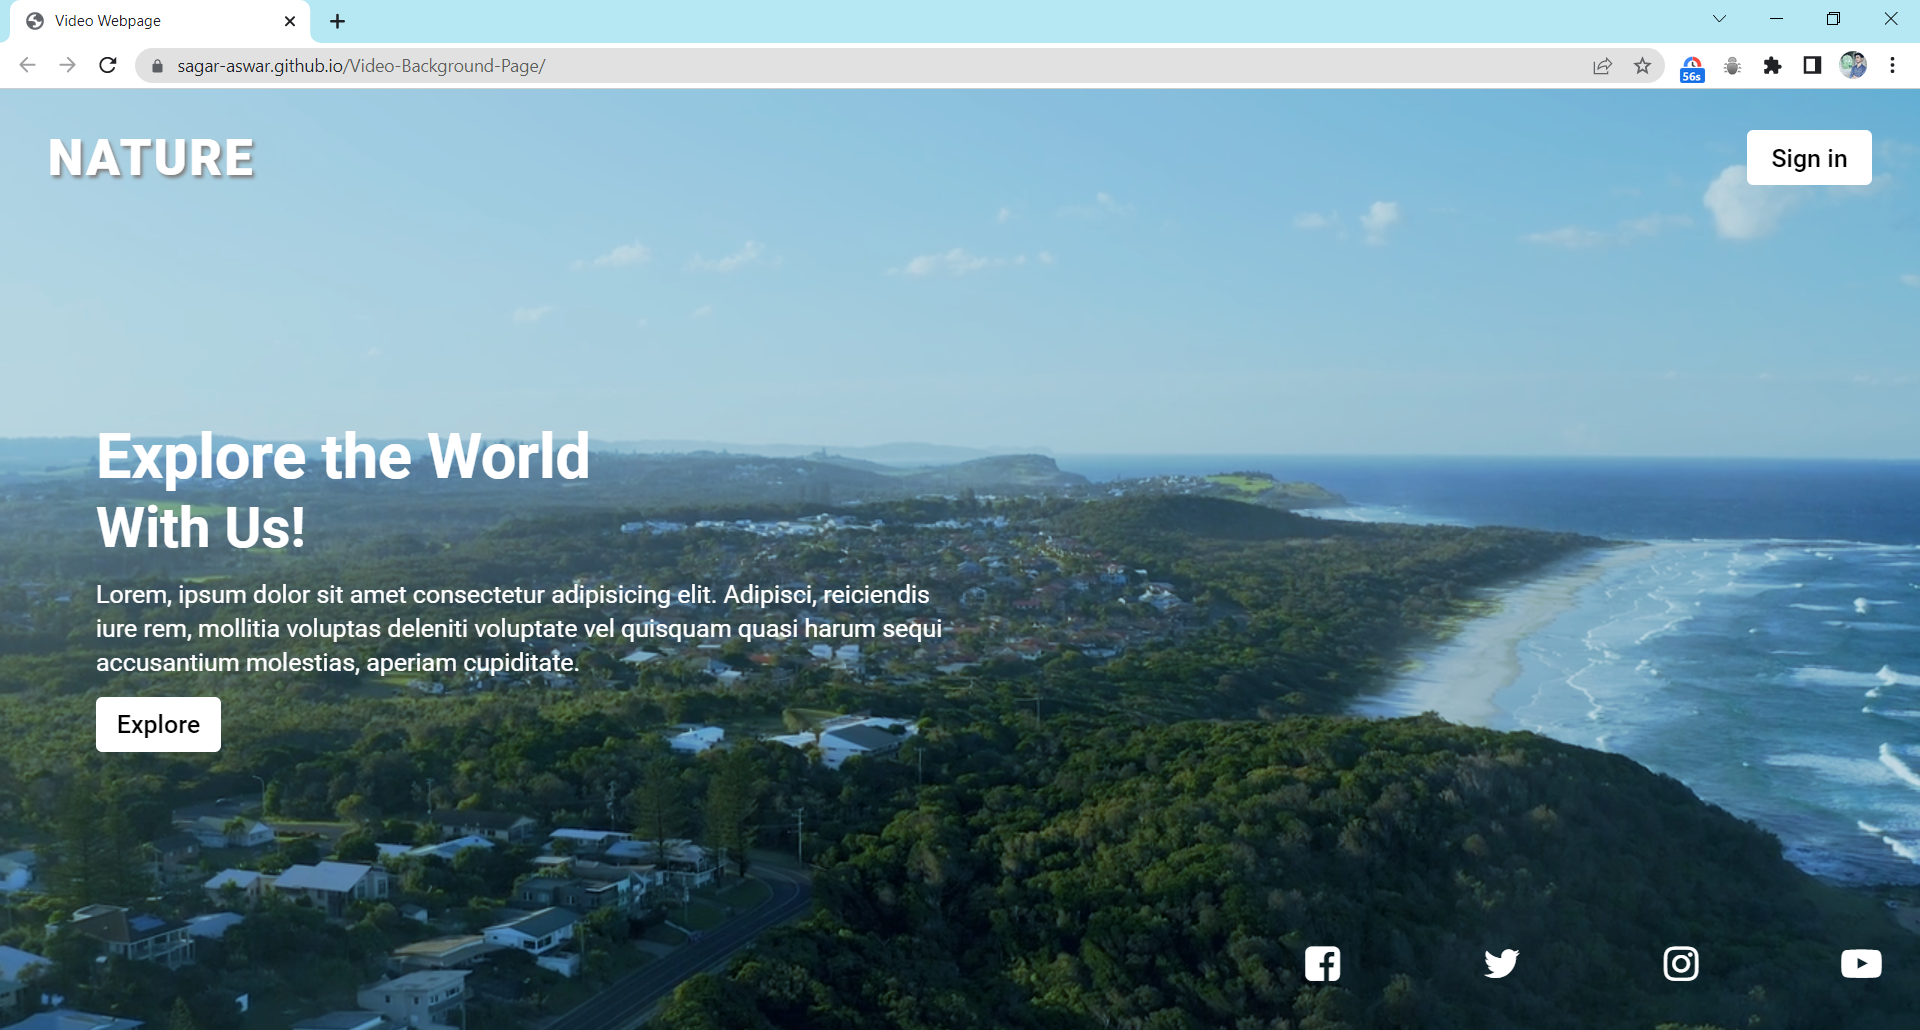 Video Webpage
sagar-aswar.github.io/Video-Background-Page/
56s
NATURE
Sign in
Explore the World
With Us!
Lorem, ipsum dolor sit amet consectetur adipisicing elit. Adipisci, reiciendis
iure rem, mollitia voluptas deleniti voluptate vel quisquam quasi harum sequi
accusantium molestias, aperiam cupiditate.
Explore